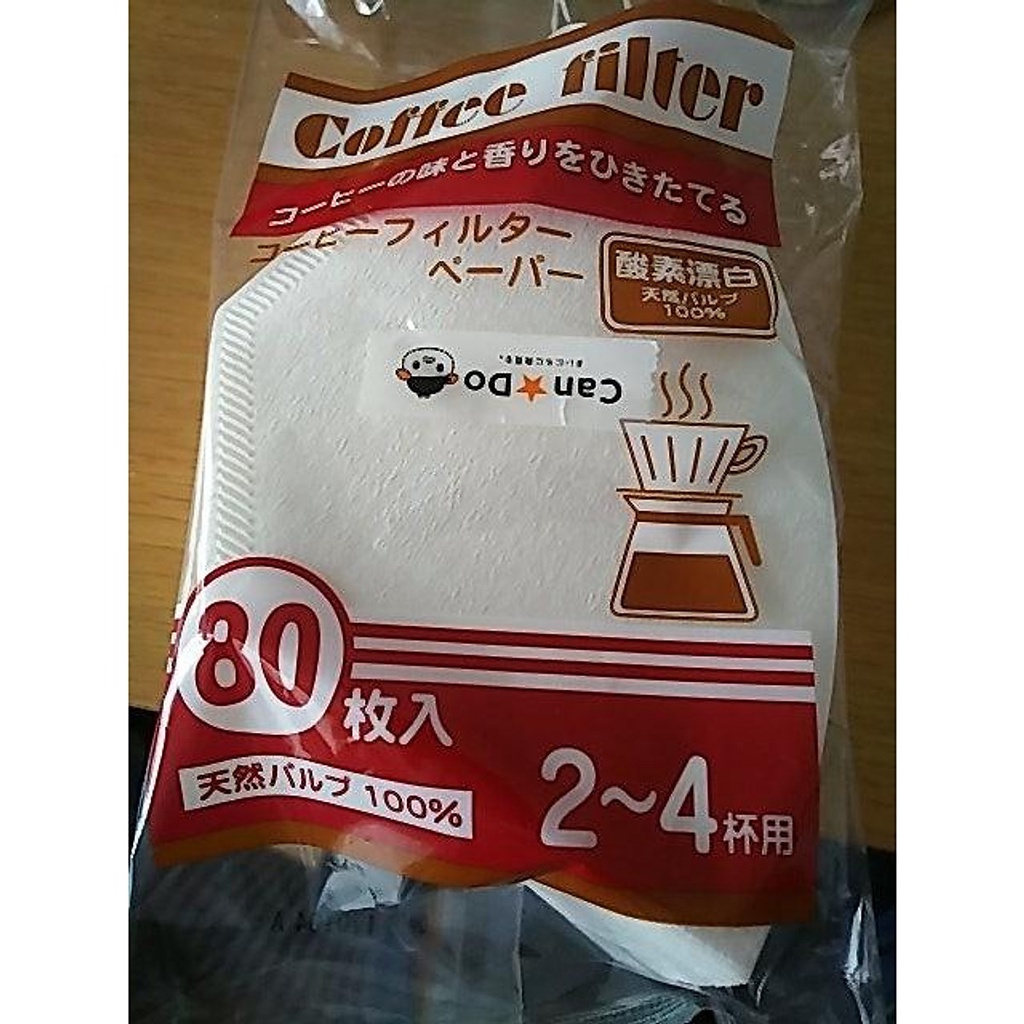 Coffee filter
コーヒーの味と香りをひきたてる
コーヒーフィルター
ペーパー
酸素漂白
天然パルプ
100%
Can★Do
80
枚入
天然パルプ 100%
2~4杯用